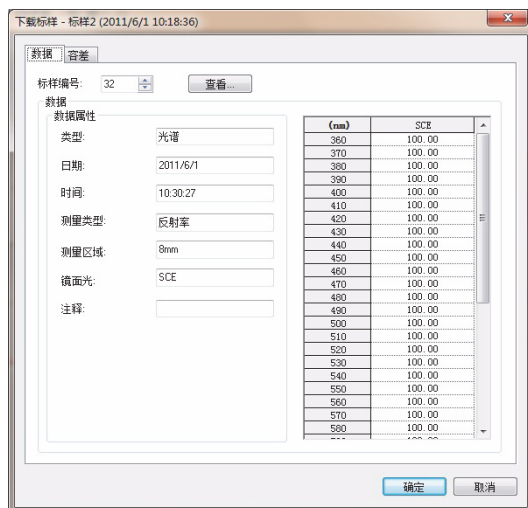 下载标样 - 标样2 (2011/6/1 10:18:36)
数据 容差
标样编号: 32 查看...
数据
数据属性
类型: 光谱
日期: 2011/6/1
时间: 10:30:27
测量类型: 反射率
测量区域: 8mm
镜面光: SCE
注释:
(nm) SCE
360 100.00
370 100.00
380 100.00
390 100.00
400 100.00
410 100.00
420 100.00
430 100.00
440 100.00
450 100.00
460 100.00
470 100.00
480 100.00
490 100.00
500 100.00
510 100.00
520 100.00
530 100.00
540 100.00
550 100.00
560 100.00
570 100.00
580 100.00
确定 取消